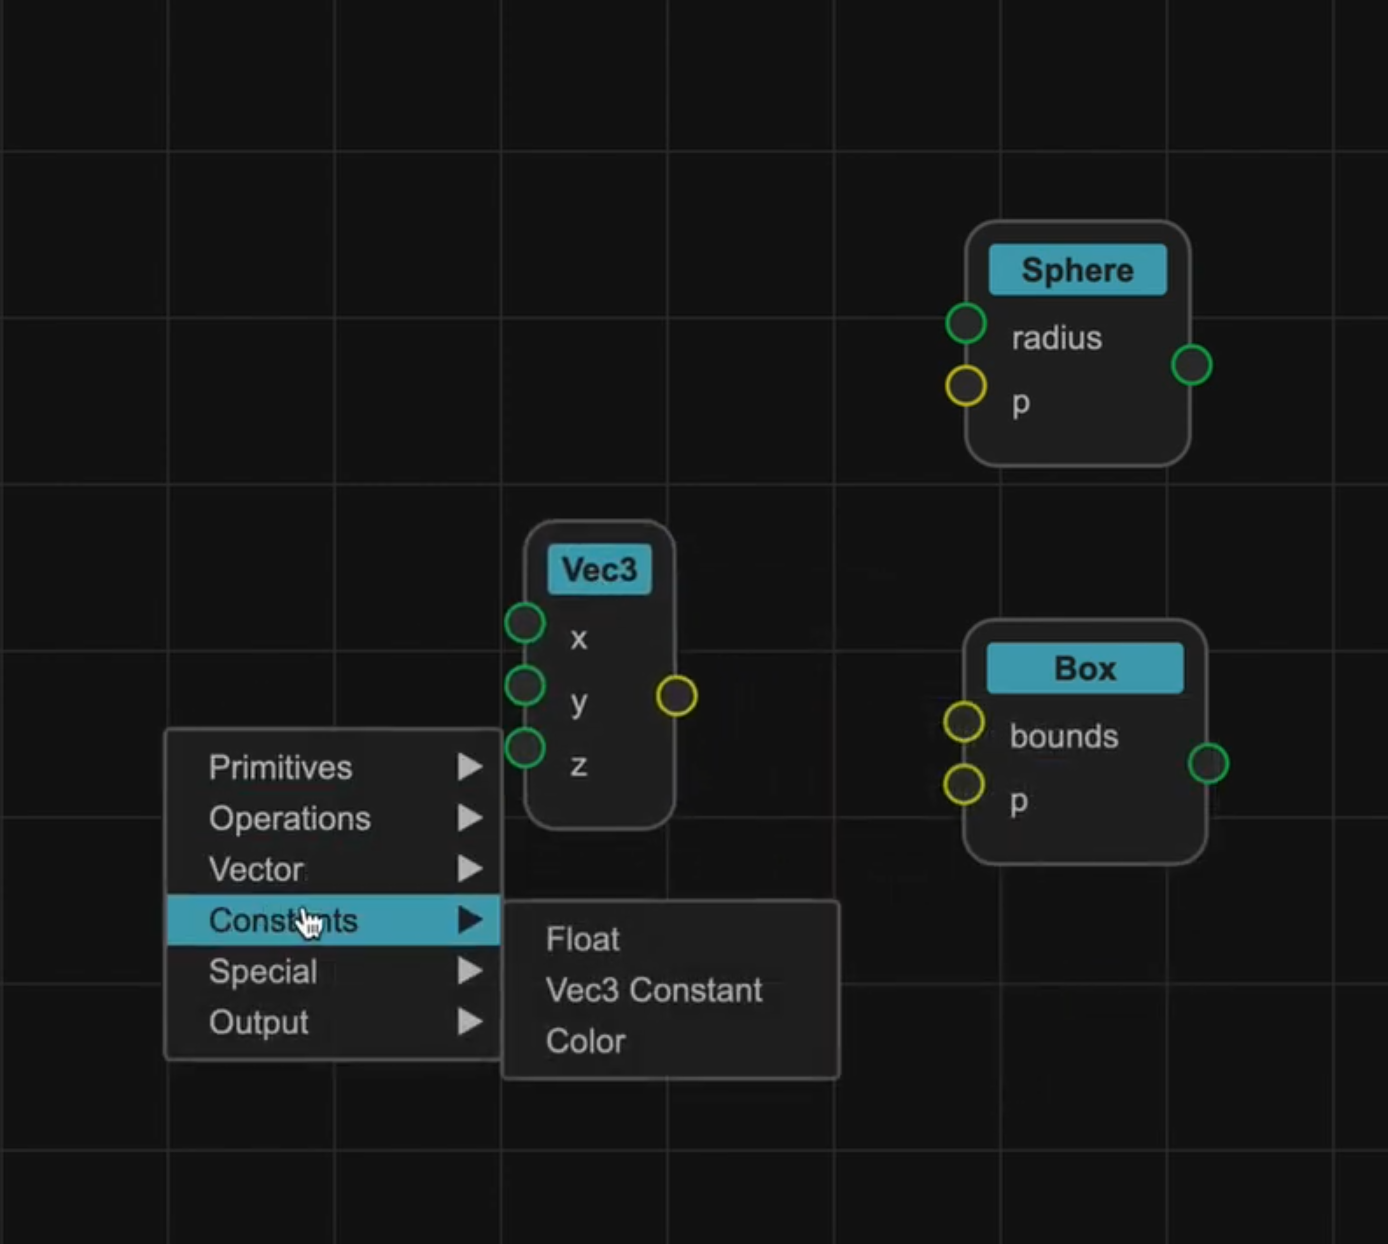 Sphere
radius
p
Vec3
x
y
z
Box
bounds
p
Primitives
Operations
Vector
Constants
Special
Output
Float
Vec3 Constant
Color